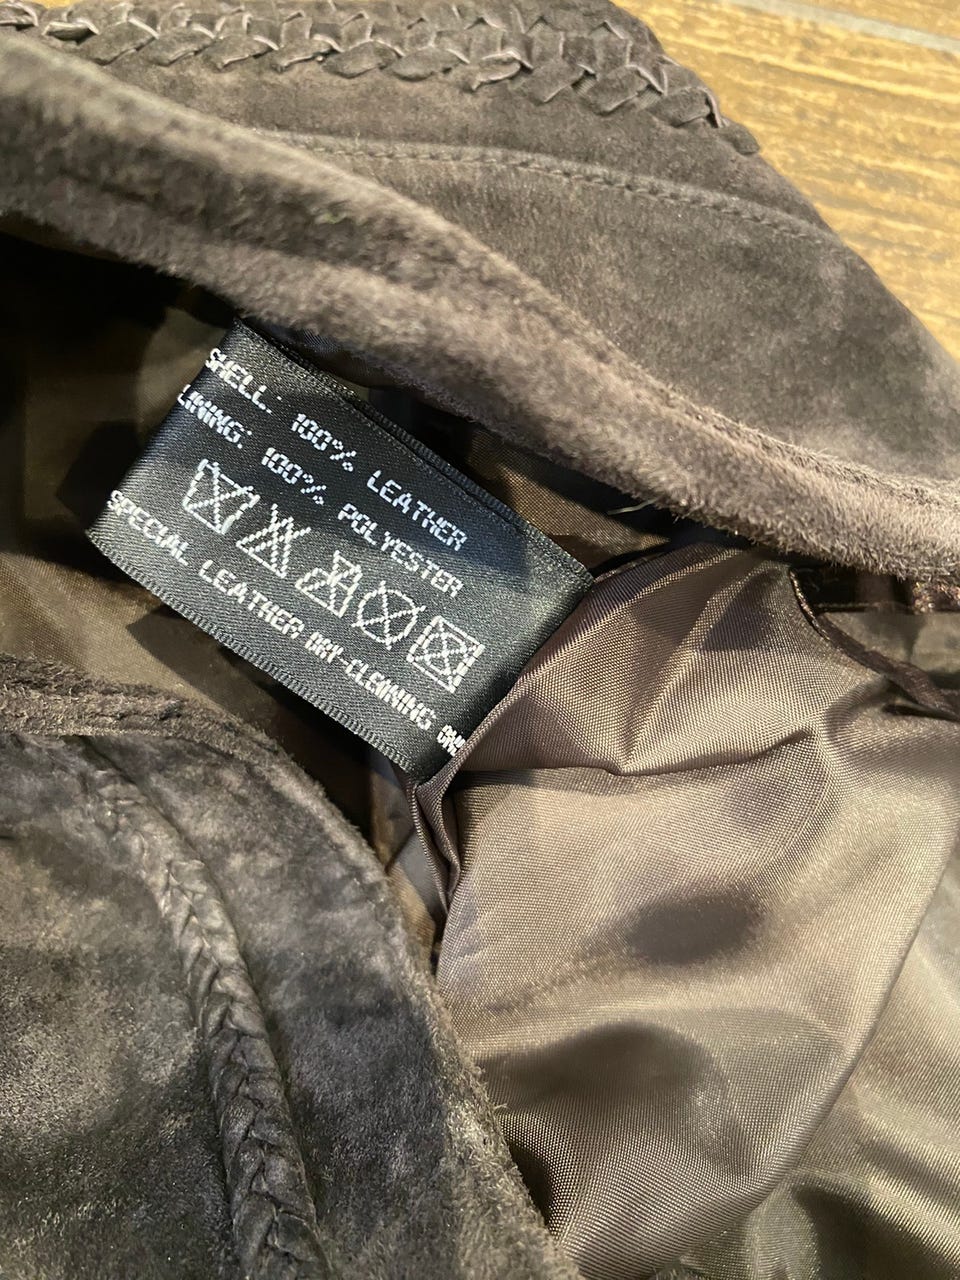 SHELL: 100% LEATHER
LINING: 100% POLYESTER
SPECIAL LEATHER DRY-CLEANING